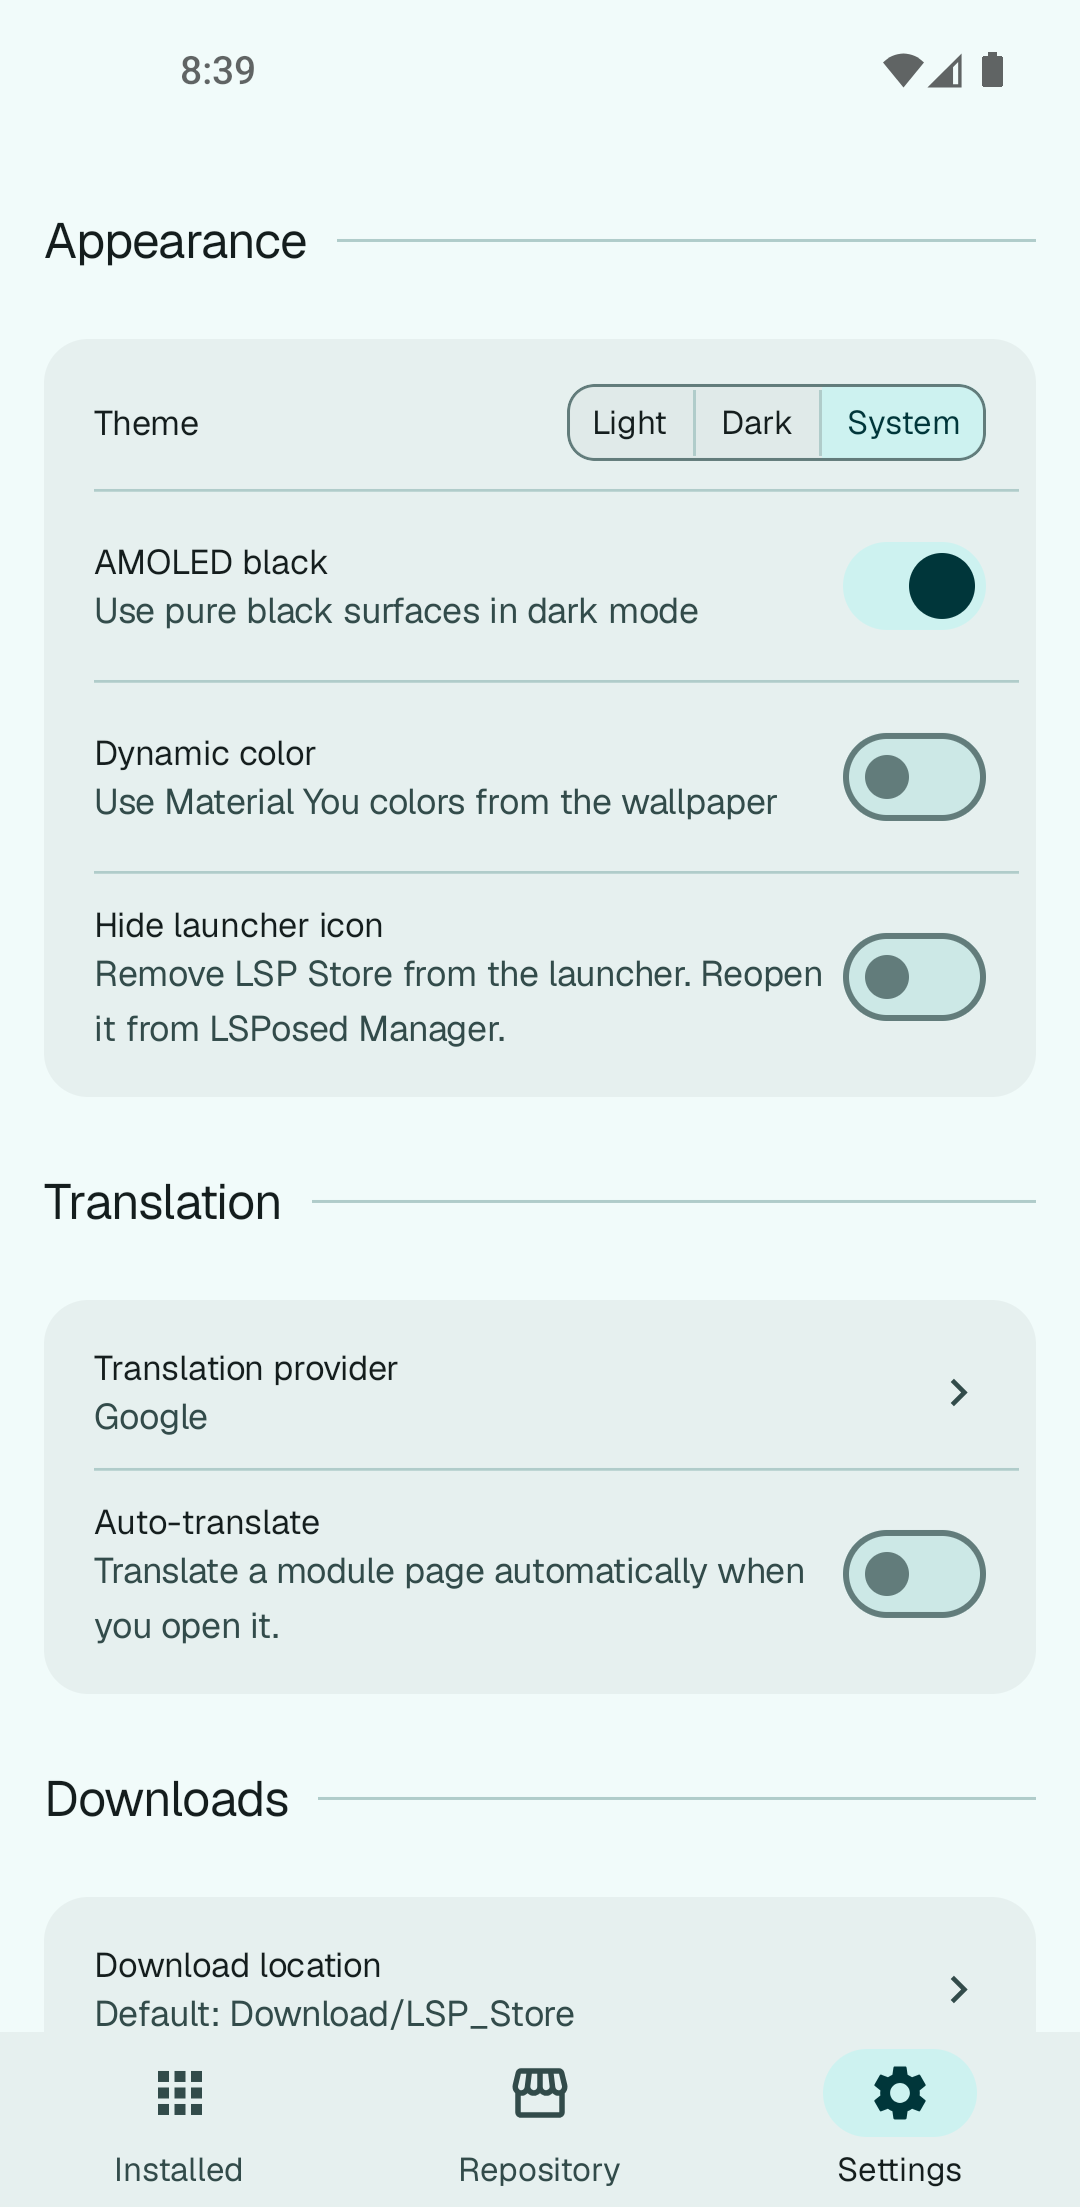 8:39
Appearance
Theme
Light Dark System
AMOLED black
Use pure black surfaces in dark mode
Dynamic color
Use Material You colors from the wallpaper
Hide launcher icon
Remove LSP Store from the launcher. Reopen
it from LSPosed Manager.
Translation
Translation provider
Google
Auto-translate
Translate a module page automatically when
you open it.
Downloads
Download location
Default: Download/LSP_Store
Installed Repository Settings